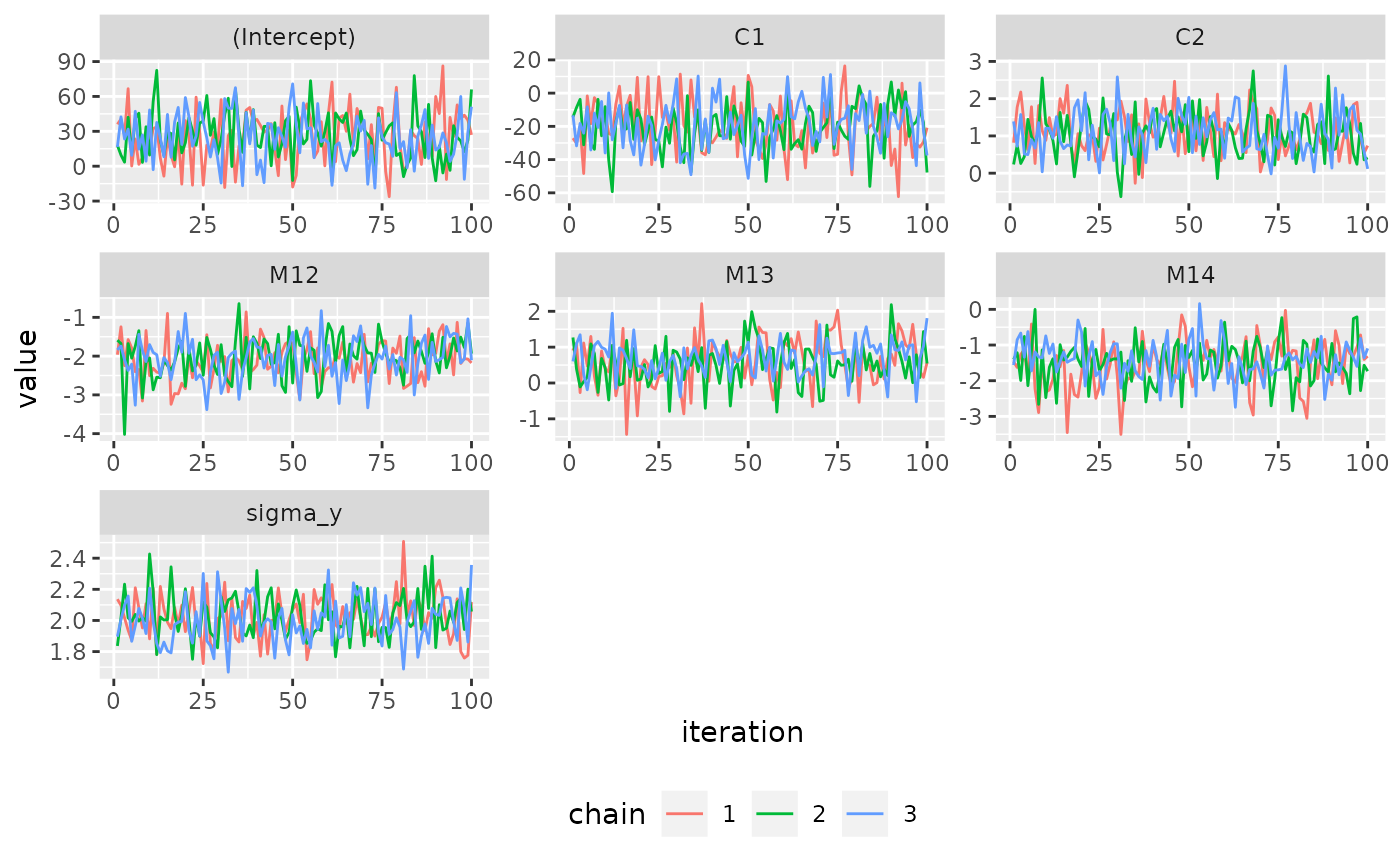 (Intercept) C1 C2
90 60 30 0 -30
20 0 -20 -40 -60
3 2 1 0
0 25 50 75 100 0 25 50 75 100 0 25 50 75 100
M12 M13 M14
-1 -2 -3 -4
2 1 0 -1
0 -1 -2 -3
0 25 50 75 100 0 25 50 75 100 0 25 50 75 100
value
sigma_y
2.4 2.2 2.0 1.8
0 25 50 75 100
iteration
chain 1 2 3